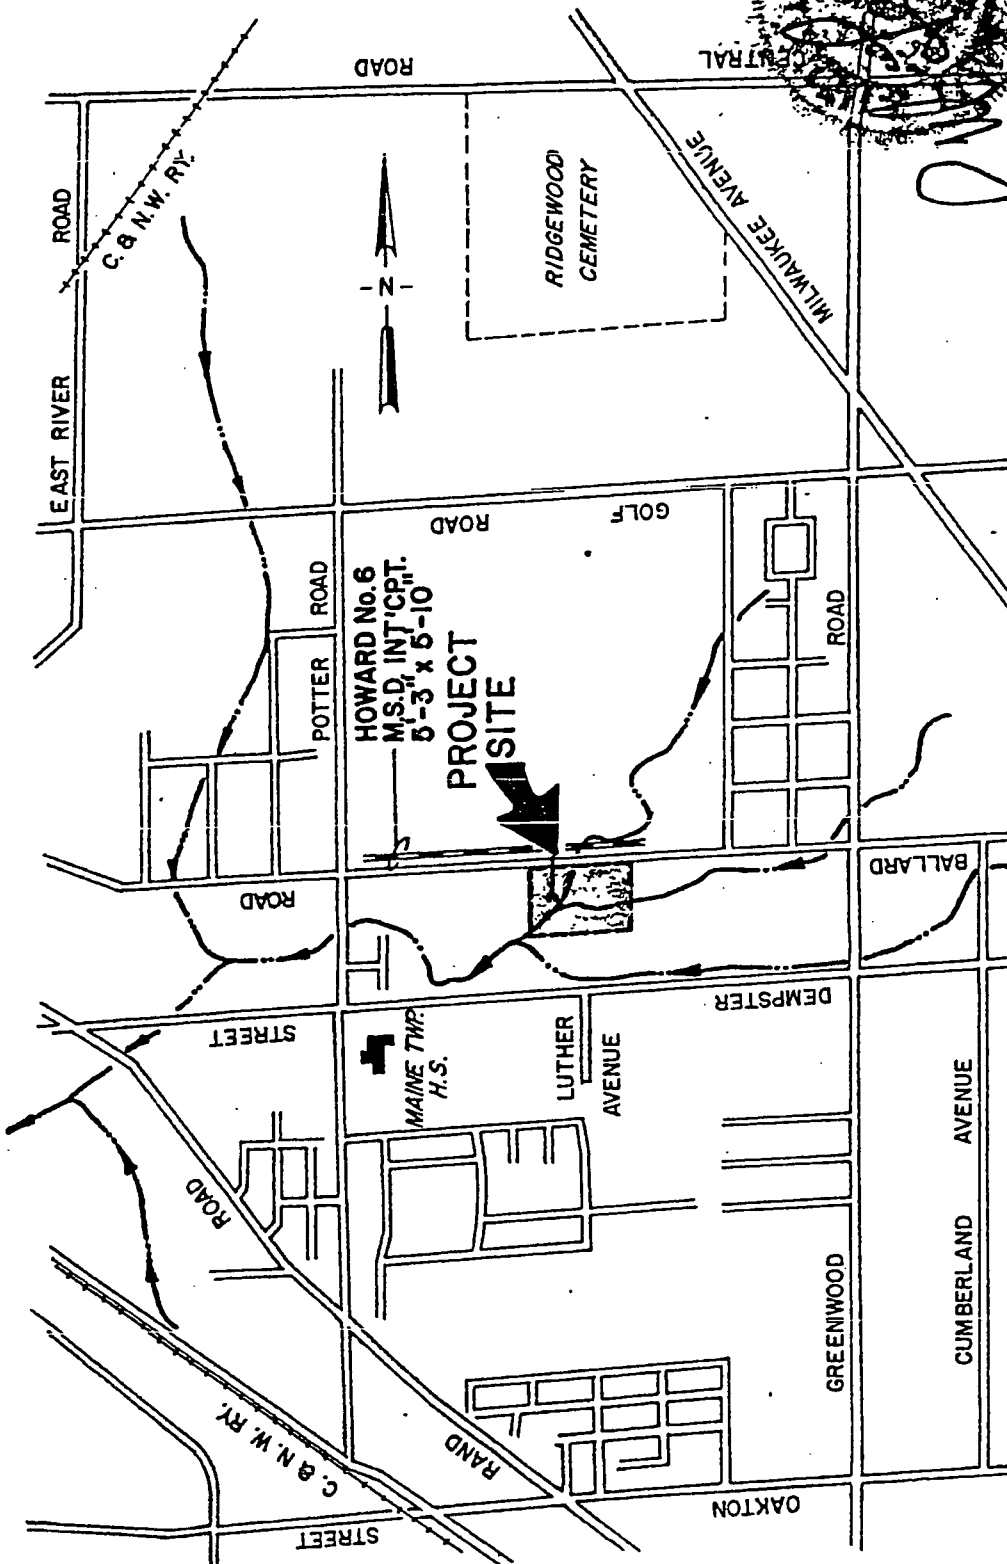 CENTRAL
ROAD
ROAD
C. & N.W. RY.
EAST RIVER
- N -
RIDGEWOOD
CEMETERY
MILWAUKEE AVENUE
GOLF
ROAD
POTTER
ROAD
HOWARD No. 6
M.S.D. INT'CPT.
5'-3" x 5'-10"
PROJECT
SITE
ROAD
BALLARD
ROAD
DEMPSTER
STREET
MAINE TWP.
H.S.
LUTHER
AVENUE
ROAD
RAND
C. & N. W. RY.
GREENWOOD
CUMBERLAND
AVENUE
OAKTON
STREET